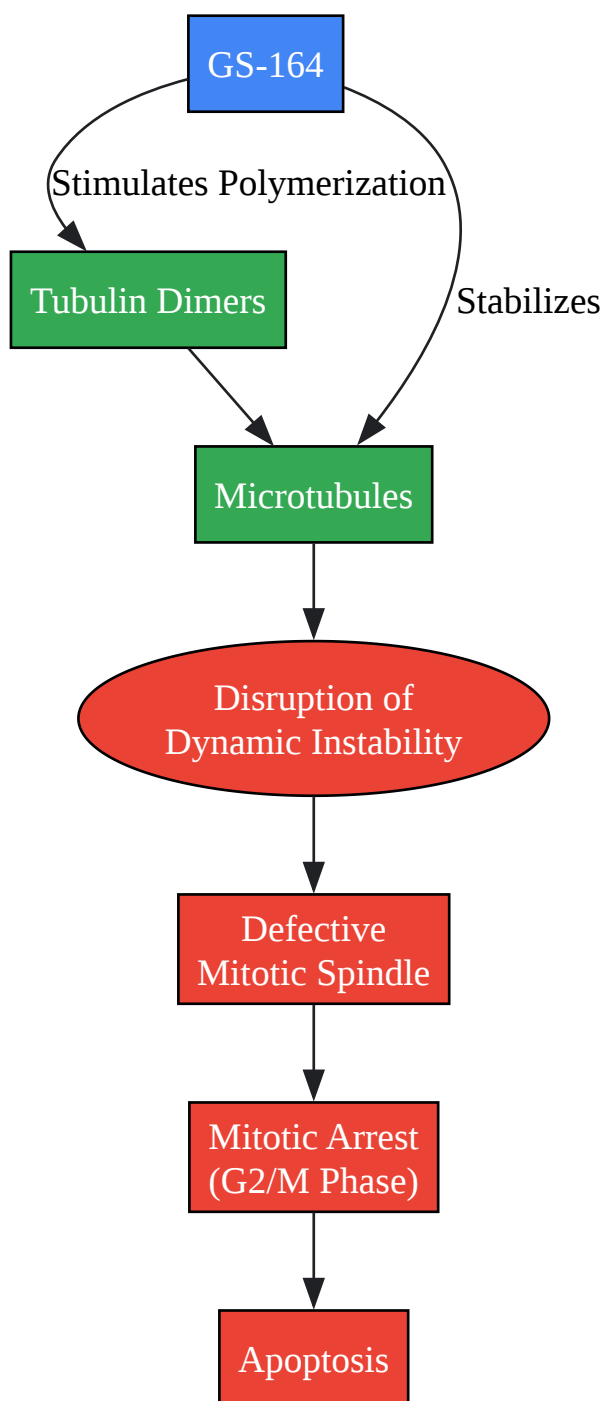 GS-164
Stimulates Polymerization
Tubulin Dimers
Stabilizes
Microtubules
Disruption of
Dynamic Instability
Defective
Mitotic Spindle
Mitotic Arrest
(G2/M Phase)
Apoptosis